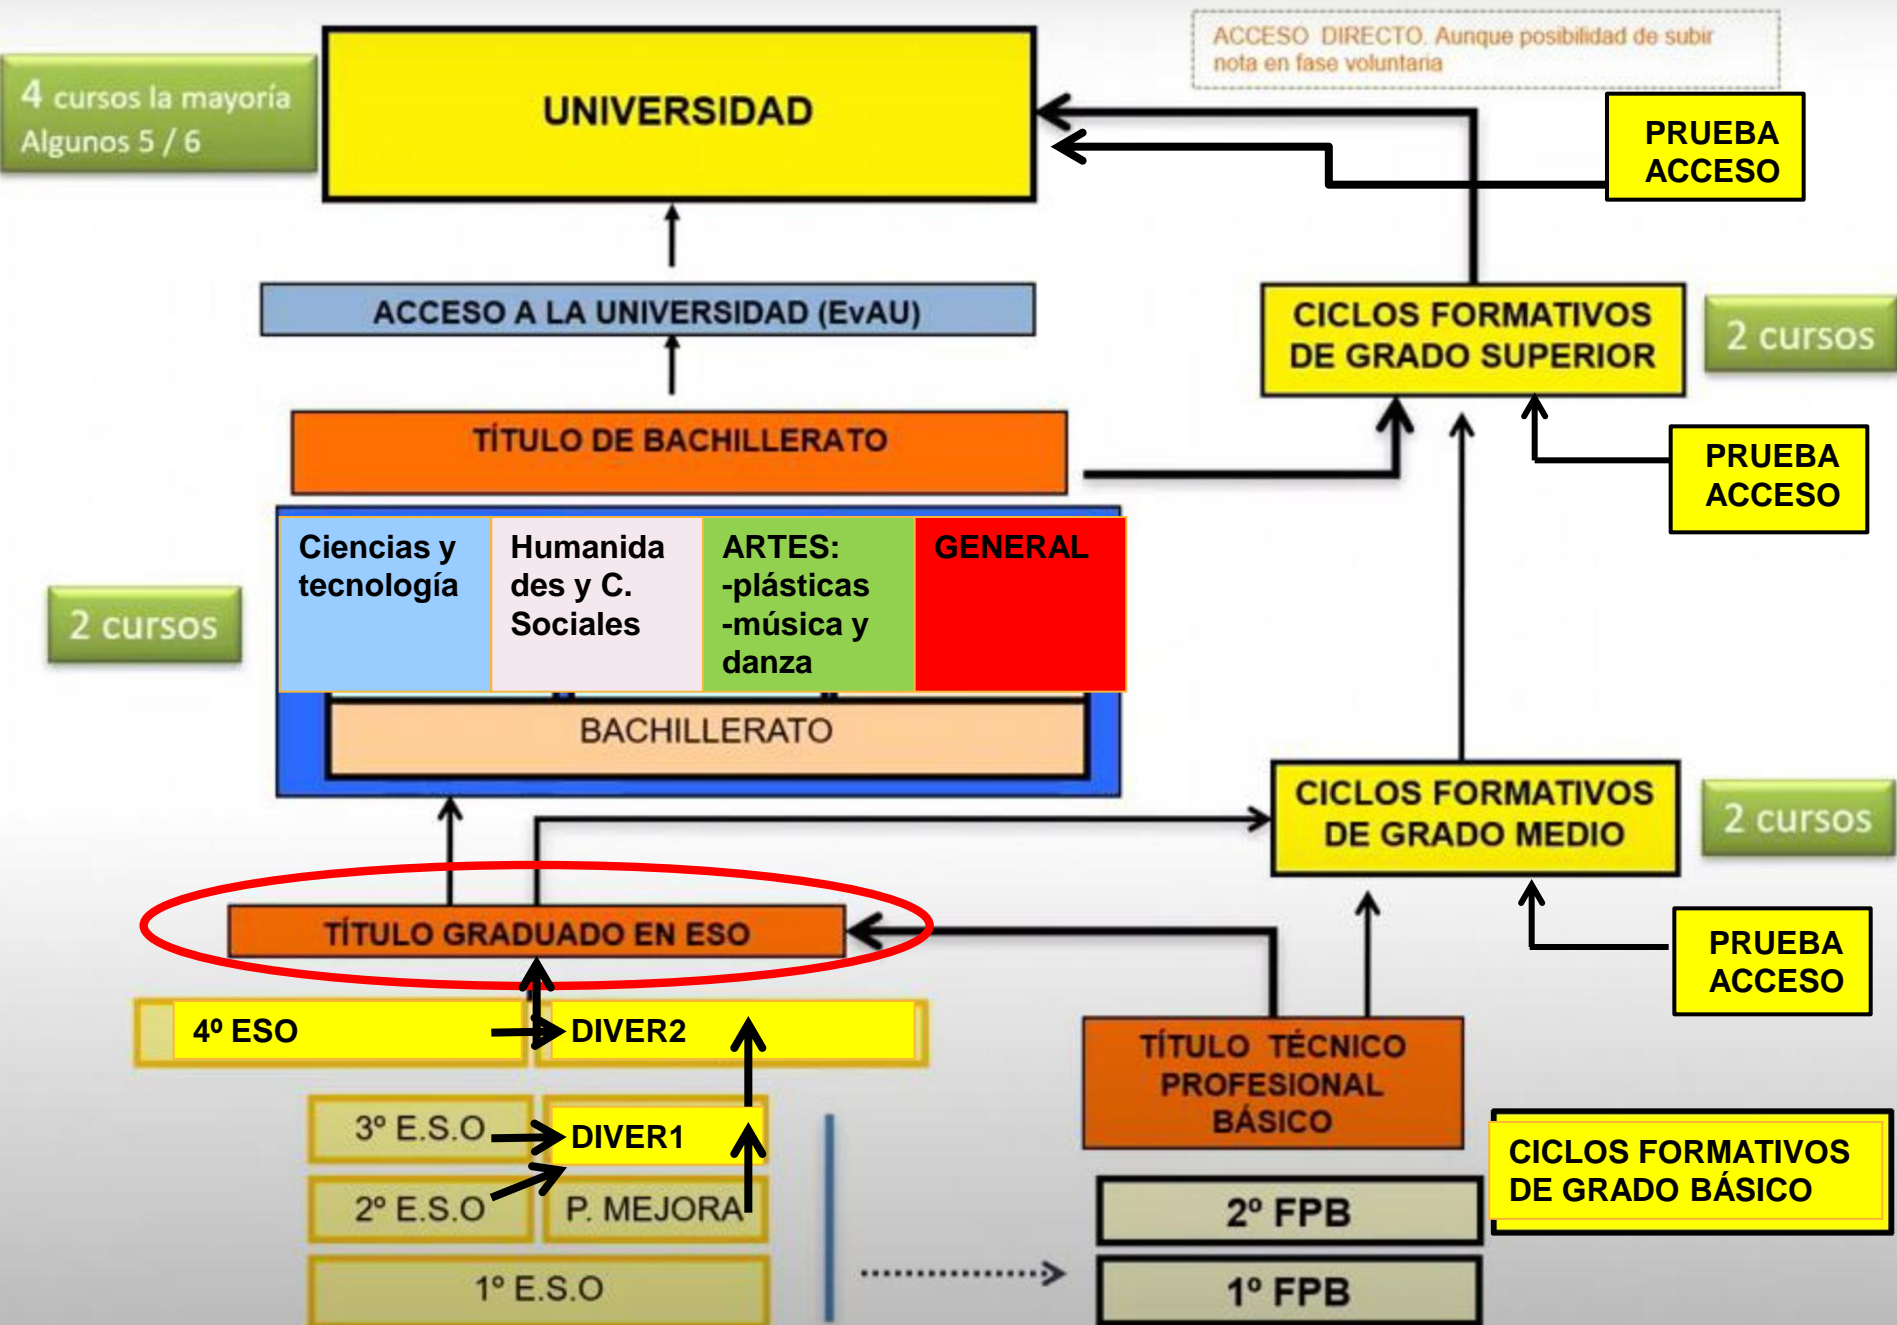 ACCESO DIRECTO. Aunque posibilidad de subir
nota en fase voluntaria
4 cursos la mayoría
Algunos 5 / 6
UNIVERSIDAD
PRUEBA
ACCESO
ACCESO A LA UNIVERSIDAD (EvAU)
CICLOS FORMATIVOS
DE GRADO SUPERIOR
2 cursos
TÍTULO DE BACHILLERATO
PRUEBA
ACCESO
Ciencias y
tecnología
Humanida
des y C.
Sociales
ARTES:
-plásticas
-música y
danza
GENERAL
2 cursos
BACHILLERATO
CICLOS FORMATIVOS
DE GRADO MEDIO
2 cursos
TÍTULO GRADUADO EN ESO
PRUEBA
ACCESO
4º ESO
DIVER2
TÍTULO TÉCNICO
PROFESIONAL
BÁSICO
3º E.S.O
DIVER1
CICLOS FORMATIVOS
DE GRADO BÁSICO
2º E.S.O
P. MEJORA
2º FPB
1º E.S.O
1º FPB